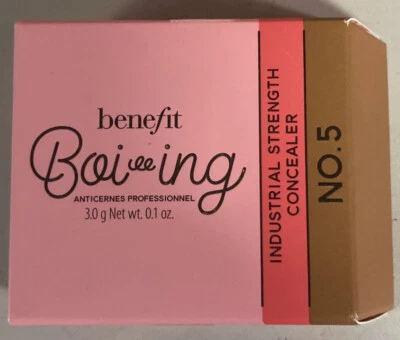 benefit
Boi-ing
ANTICERNES PROFESSIONNEL
3.0 g Net wt. 0.1 oz.
INDUSTRIAL STRENGTH
CONCEALER
NO.5